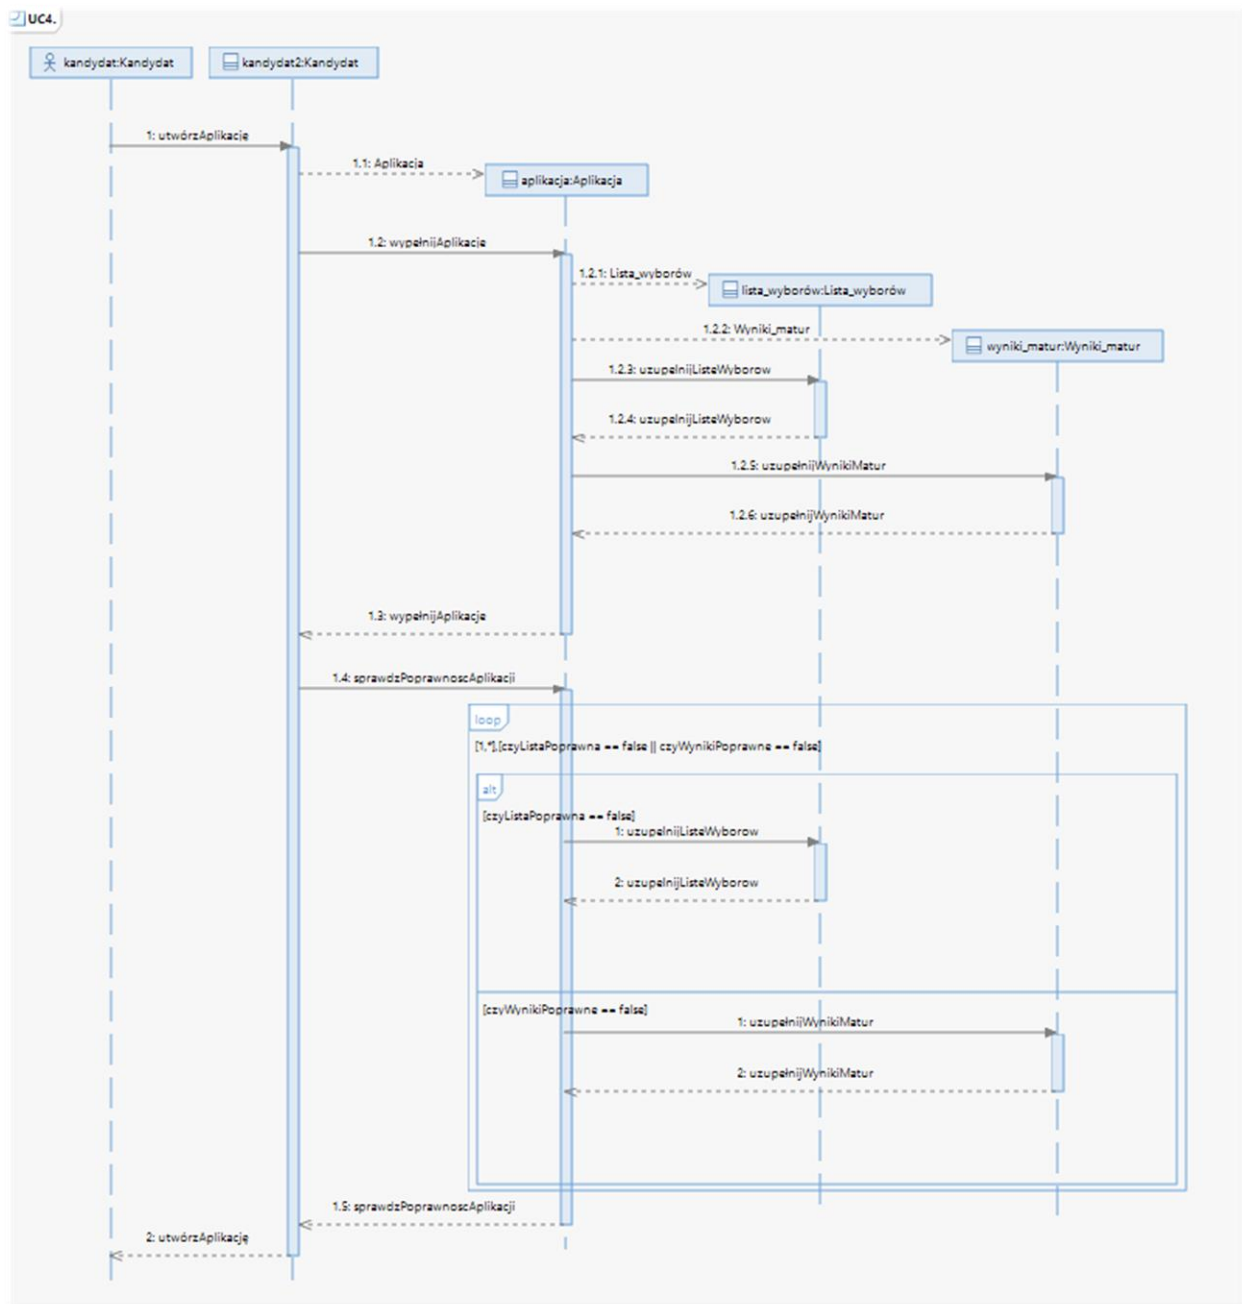 UC4.
kandydat:Kandydat
kandydat2:Kandydat
1: utwórzAplikację
1.1: Aplikacja
aplikacja:Aplikacja
1.2: wypełnijAplikacje
1.2.1: Lista_wyborów
lista_wyborów:Lista_wyborów
1.2.2: Wyniki_matur
wyniki_matur:Wyniki_matur
1.2.3: uzupelnijListeWyborow
1.2.4: uzupelnijListeWyborow
1.2.5: uzupełnijWynikiMatur
1.2.6: uzupełnijWynikiMatur
1.3: wypełnijAplikacje
1.4: sprawdzPoprawnoscAplikacji
loop
[1,*],[czyListaPoprawna == false || czyWynikiPoprawne == false]
alt
[czyListaPoprawna == false]
1: uzupelnijListeWyborow
2: uzupelnijListeWyborow
[czyWynikiPoprawne == false]
1: uzupełnijWynikiMatur
2: uzupełnijWynikiMatur
1.5: sprawdzPoprawnoscAplikacji
2: utwórzAplikację